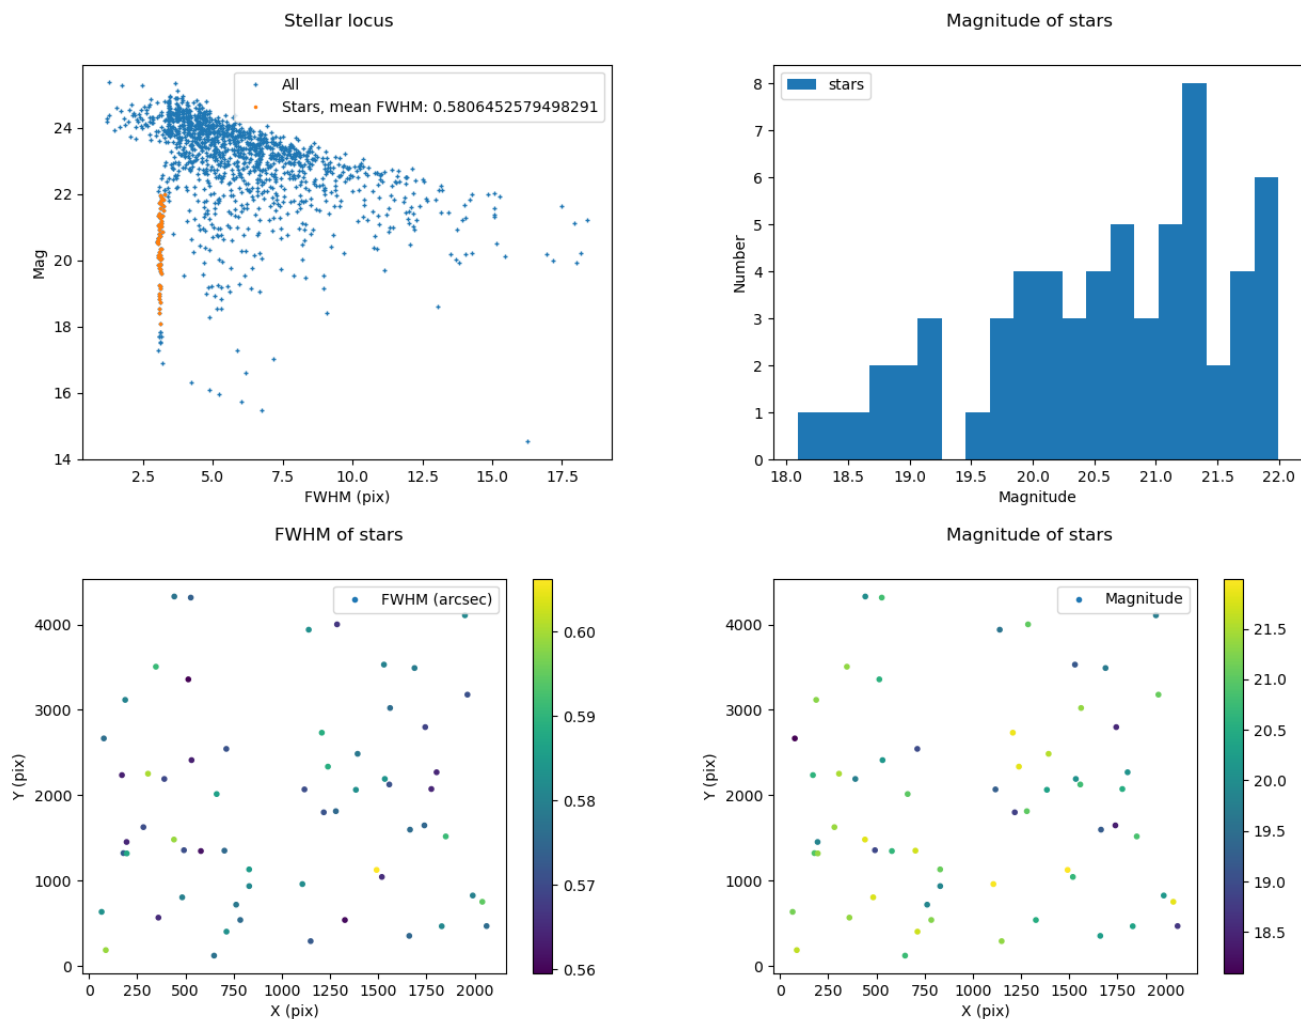 Stellar locus
All
Stars, mean FWHM: 0.5806452579498291
24
22
20
18
16
14
Mag
2.5 5.0 7.5 10.0 12.5 15.0 17.5
FWHM (pix)
Magnitude of stars
stars
8
7
6
5
4
3
2
1
0
Number
18.0 18.5 19.0 19.5 20.0 20.5 21.0 21.5 22.0
Magnitude
FWHM of stars
FWHM (arcsec)
4000
3000
2000
1000
0
Y (pix)
0 250 500 750 1000 1250 1500 1750 2000
X (pix)
0.60
0.59
0.58
0.57
0.56
Magnitude of stars
Magnitude
4000
3000
2000
1000
0
Y (pix)
0 250 500 750 1000 1250 1500 1750 2000
X (pix)
21.5
21.0
20.5
20.0
19.5
19.0
18.5